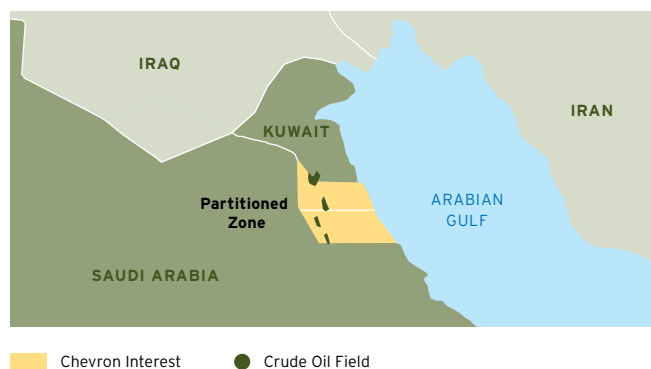 IRAQ
IRAN
KUWAIT
Partitioned
Zone
ARABIAN
GULF
SAUDI ARABIA
Chevron Interest
Crude Oil Field